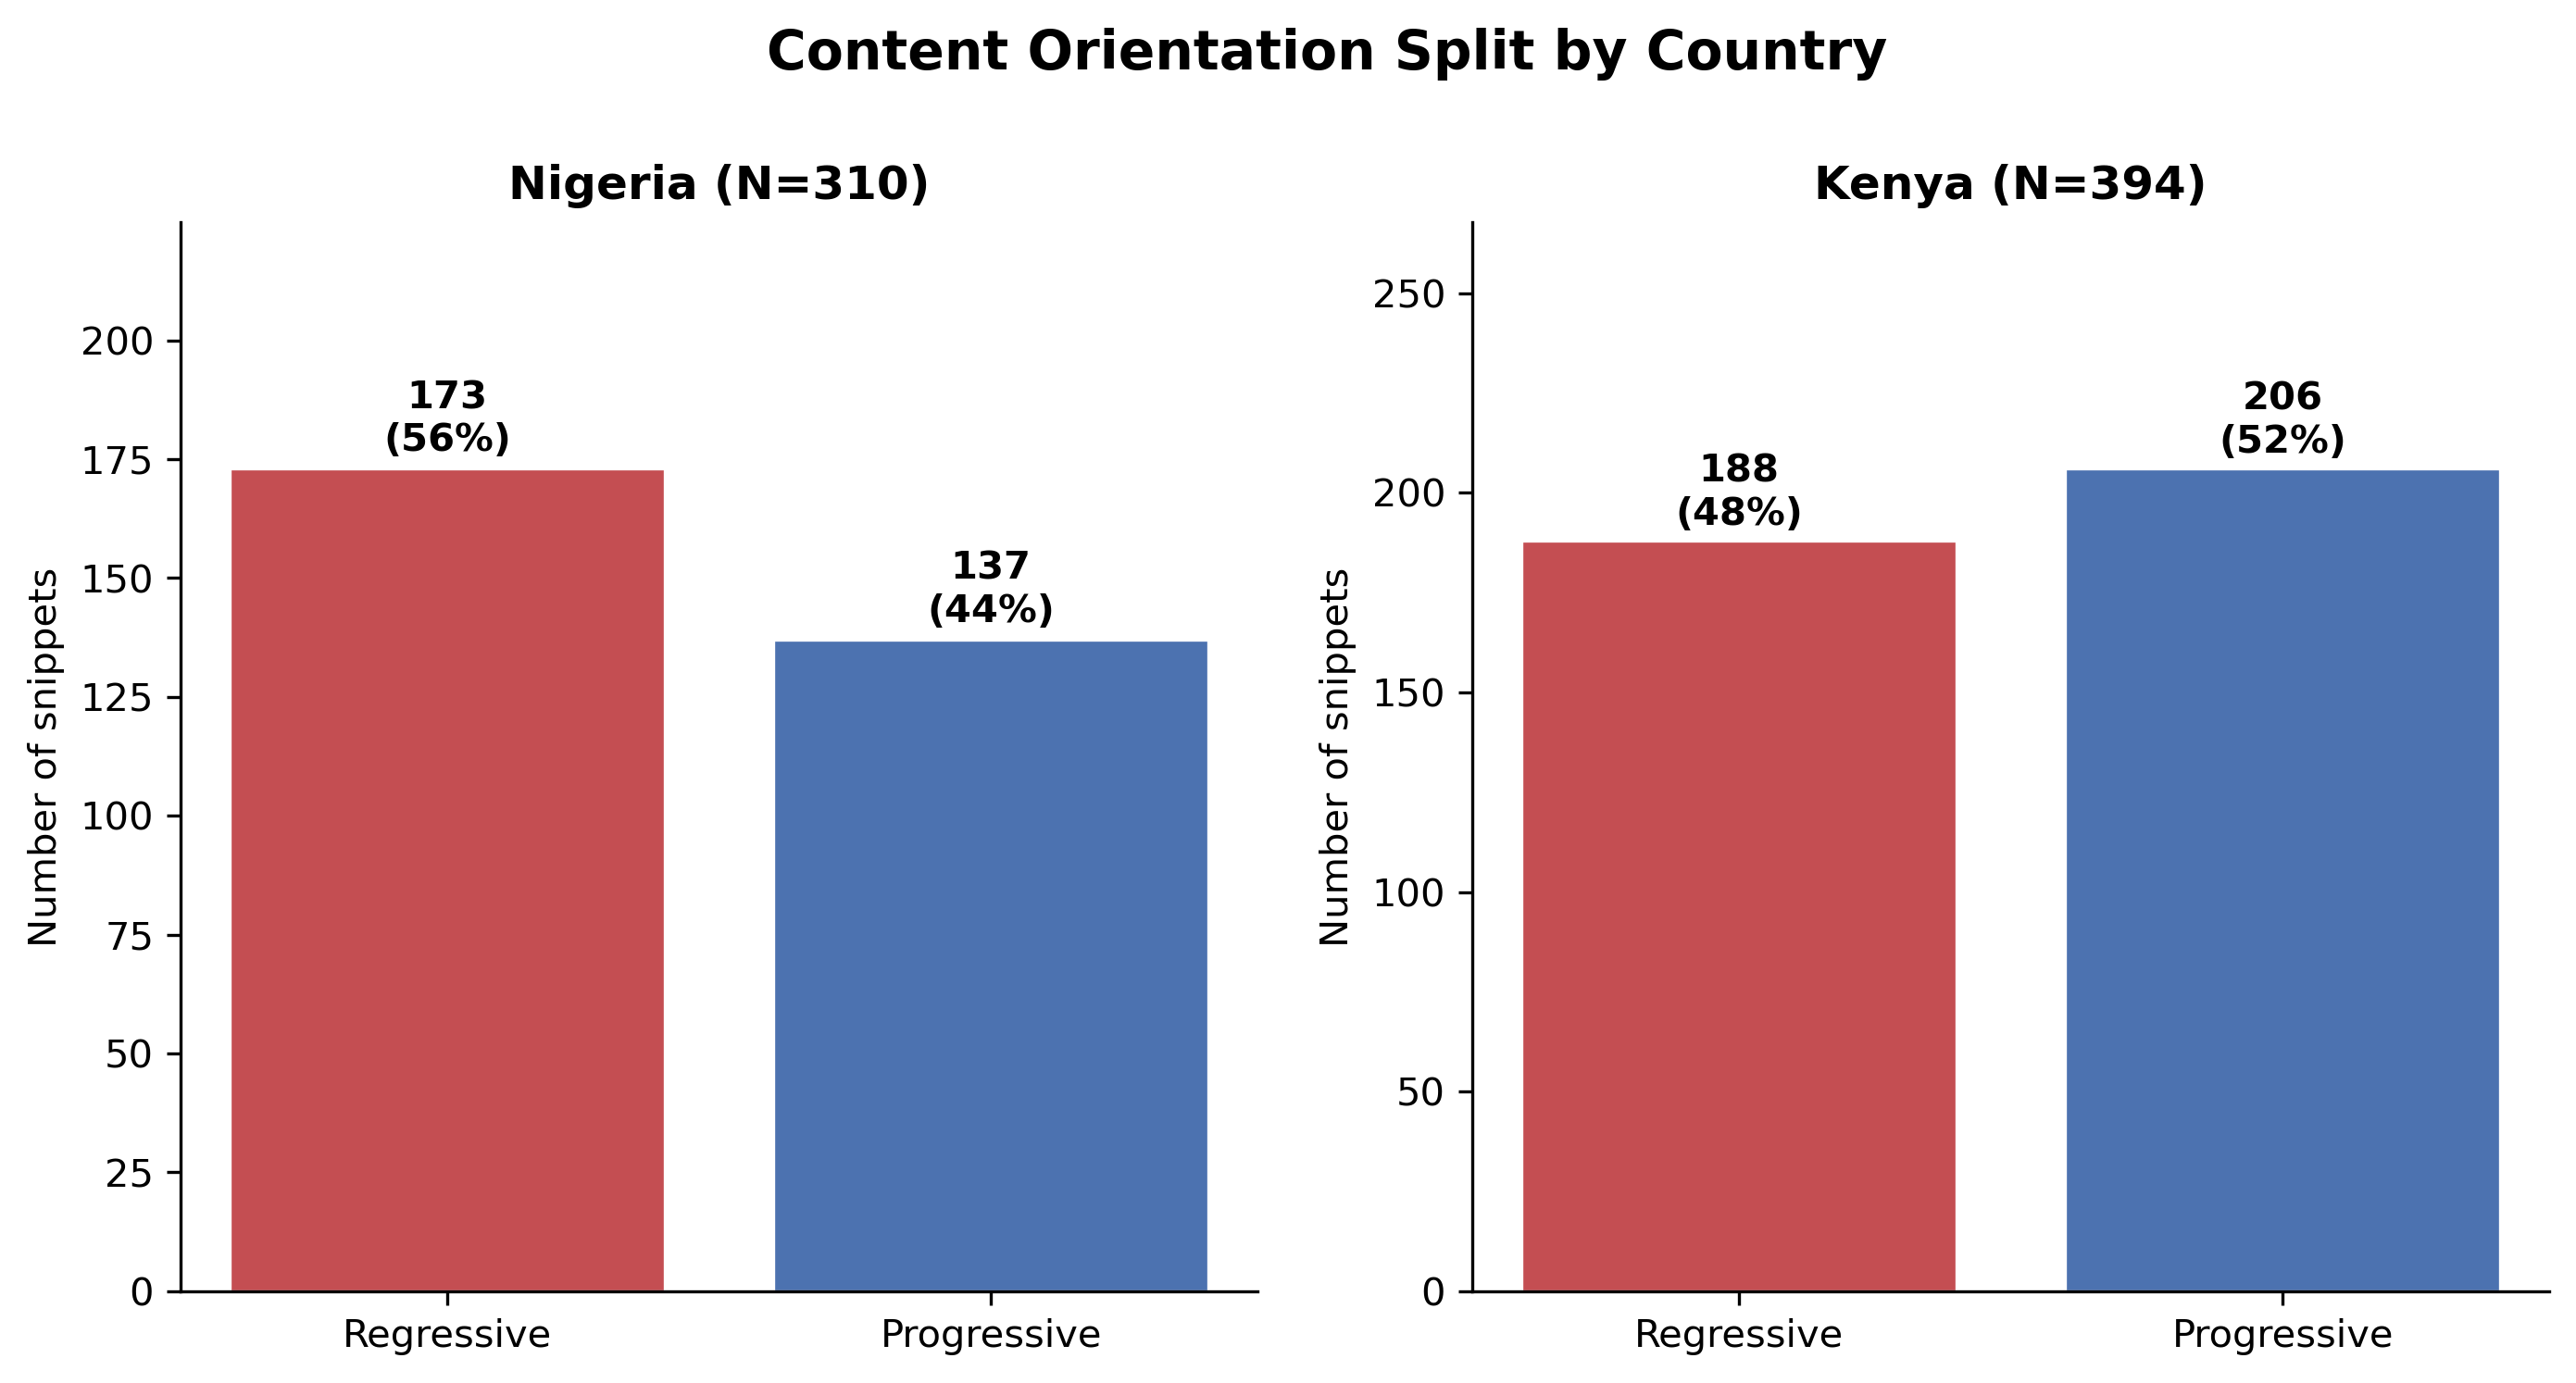 Content Orientation Split by Country
Nigeria (N=310)
Number of snippets
200
175
150
125
100
75
50
25
0
173
(56%)
137
(44%)
Regressive
Progressive
Kenya (N=394)
Number of snippets
250
200
150
100
50
0
188
(48%)
206
(52%)
Regressive
Progressive